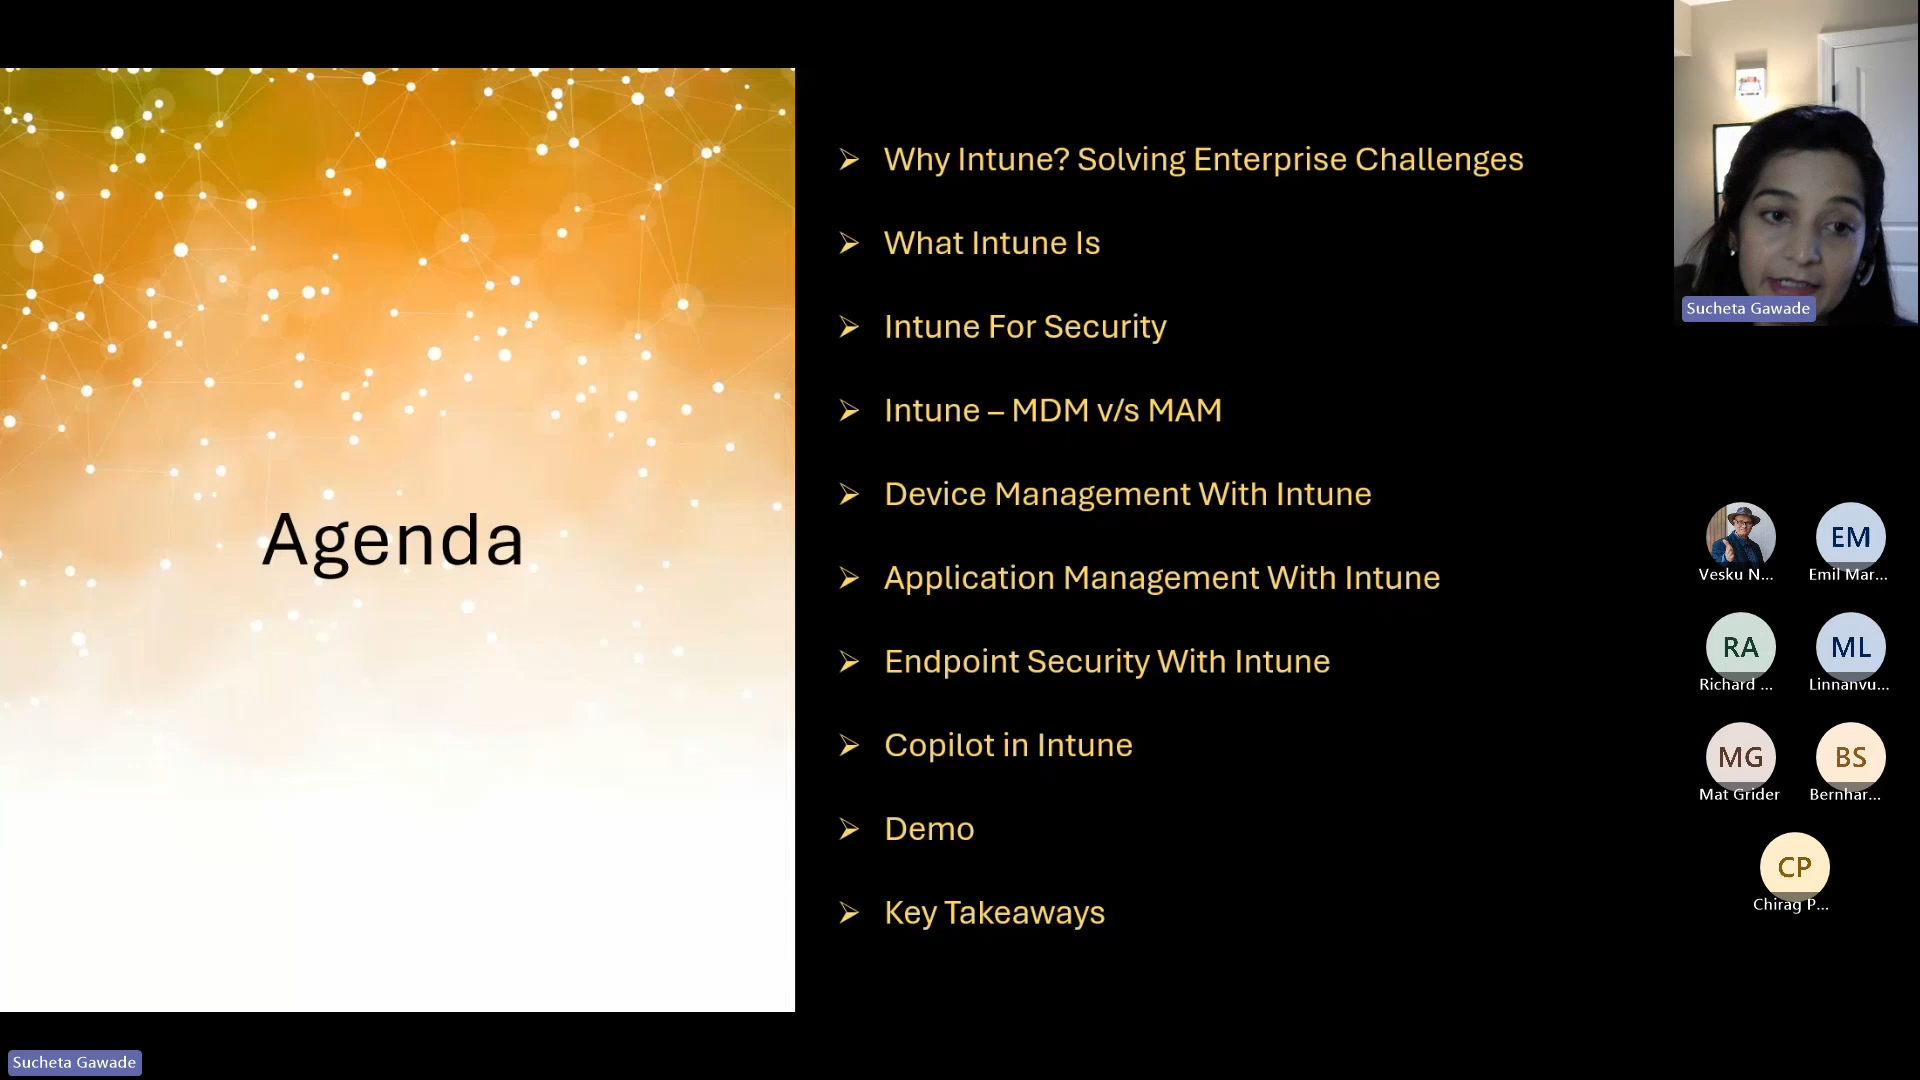 Agenda
Why Intune? Solving Enterprise Challenges
What Intune Is
Intune For Security
Intune – MDM v/s MAM
Device Management With Intune
Application Management With Intune
Endpoint Security With Intune
Copilot in Intune
Demo
Key Takeaways
Sucheta Gawade
Vesku N...
EM
Emil Mar...
RA
Richard ...
ML
Linnanvu...
MG
Mat Grider
BS
Bernhar...
CP
Chirag P...
Sucheta Gawade